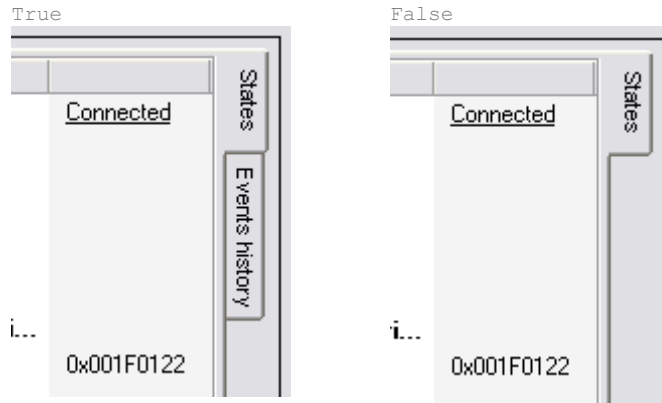 True
Connected
States
Events history
i...
0x001F0122
False
Connected
States
i...
0x001F0122